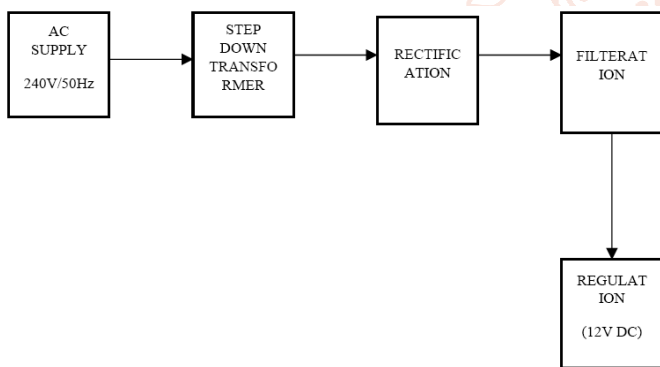 AC
SUPPLY
240V/50Hz
STEP
DOWN
TRANSFO
RMER
RECTIFIC
ATION
FILTERAT
ION
REGULAT
ION
(12V DC)